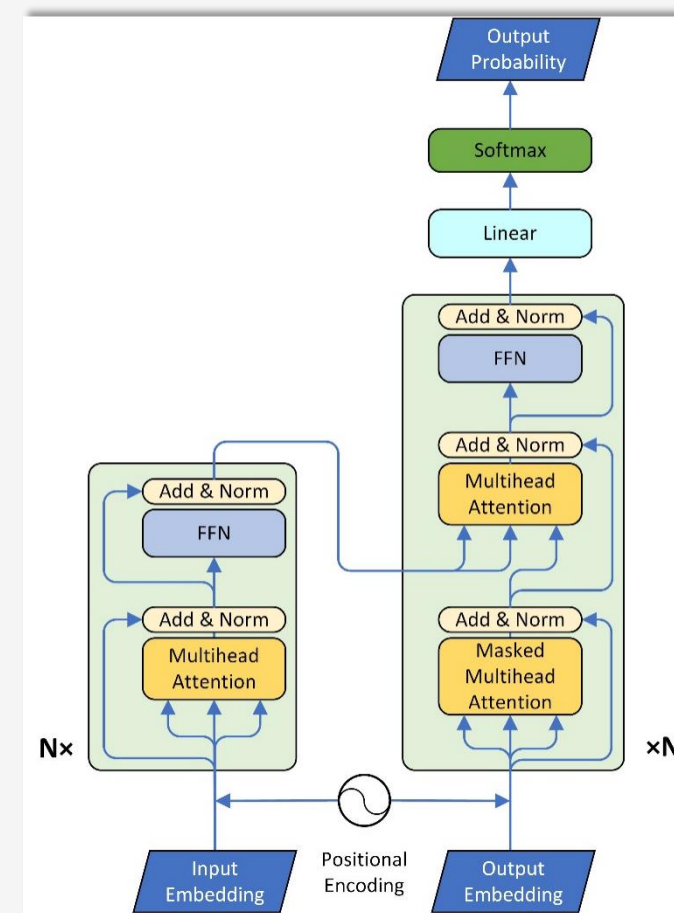 Output
Probability
Softmax
Linear
Add & Norm
FFN
Add & Norm
Multihead
Attention
Add & Norm
Masked
Multihead
Attention
×N
Add & Norm
FFN
Add & Norm
Multihead
Attention
N×
Positional
Encoding
Input
Embedding
Output
Embedding